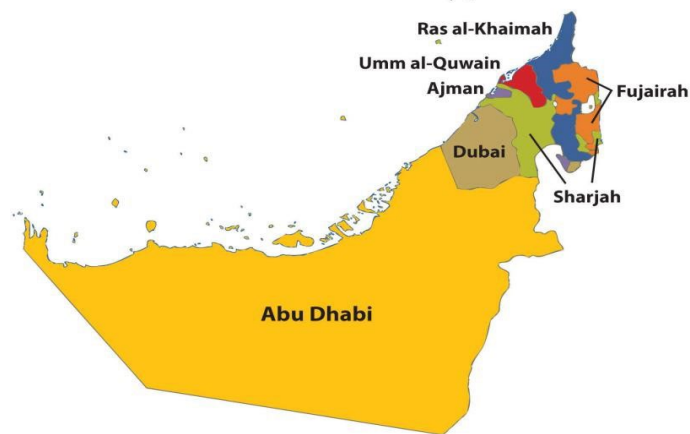 Ras al-Khaimah
Umm al-Quwain
Ajman
Fujairah
Dubai
Sharjah
Abu Dhabi